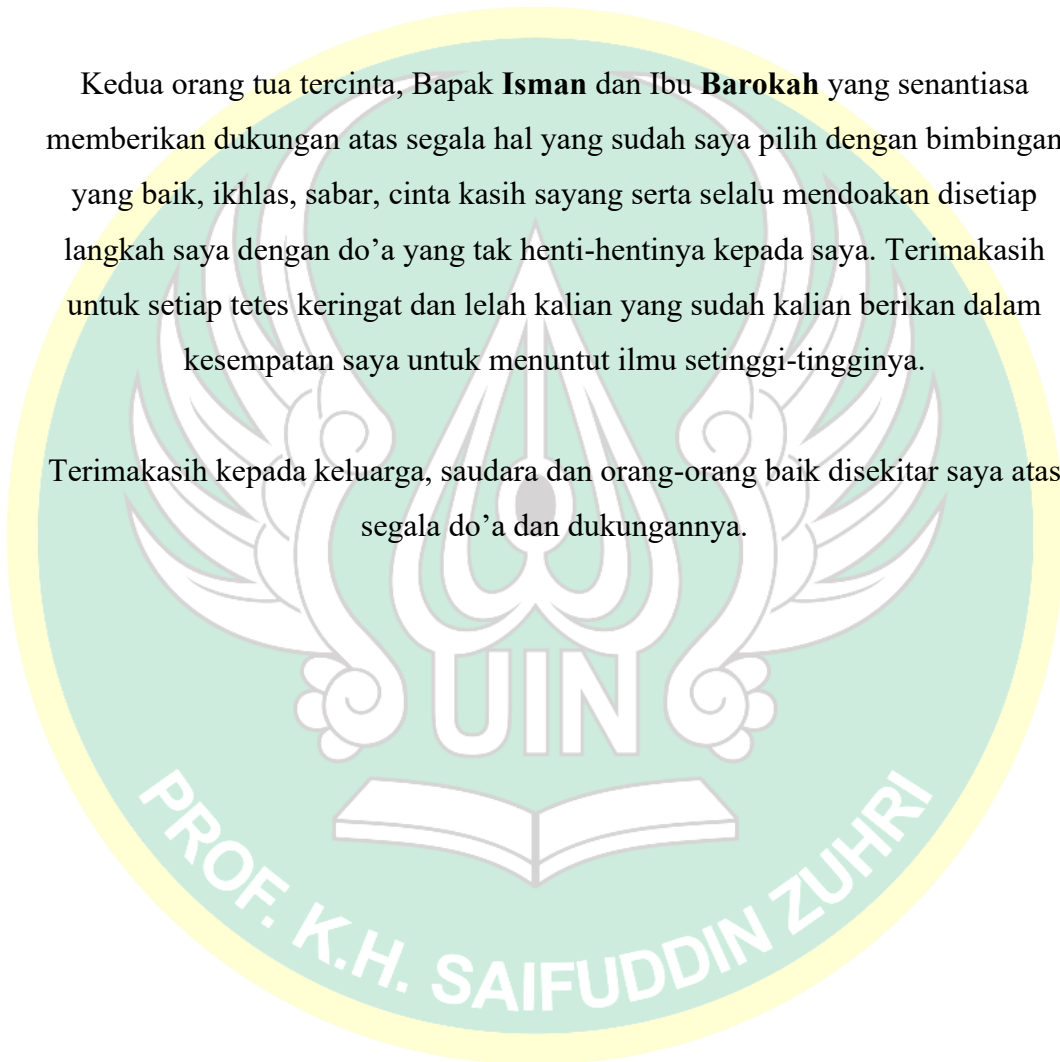 Kedua orang tua tercinta, Bapak Isman dan Ibu Barokah yang senantiasa
memberikan dukungan atas segala hal yang sudah saya pilih dengan bimbingan
yang baik, ikhlas, sabar, cinta kasih sayang serta selalu mendoakan disetiap
langkah saya dengan do’a yang tak henti-hentinya kepada saya. Terimakasih
untuk setiap tetes keringat dan lelah kalian yang sudah kalian berikan dalam
kesempatan saya untuk menuntut ilmu setinggi-tingginya.
Terimakasih kepada keluarga, saudara dan orang-orang baik disekitar saya atas
segala do’a dan dukungannya.
UIN
PROF. K.H. SAIFUDDIN ZUHRI